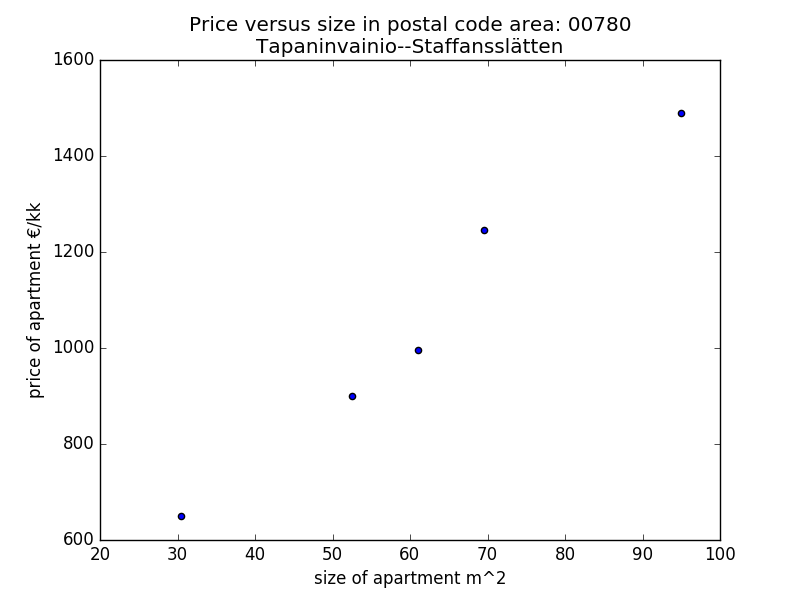 Price versus size in postal code area: 00780
Tapaninvainio--Staffansslätten
1600
1400
1200
1000
800
600
price of apartment €/kk
20 30 40 50 60 70 80 90 100
size of apartment m^2